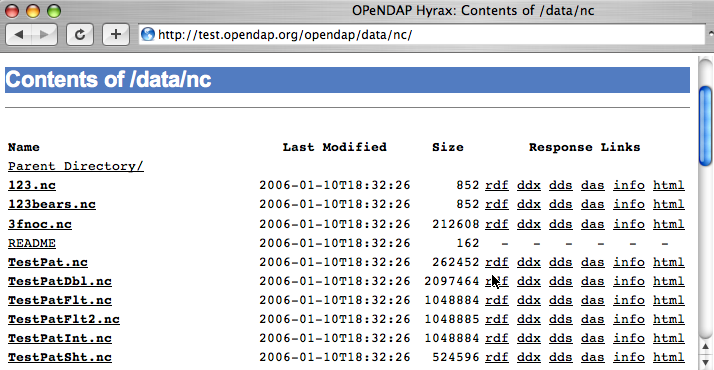 OPeNDAP Hyrax: Contents of /data/nc
http://test.opendap.org/opendap/data/nc/
Contents of /data/nc
Name Last Modified Size Response Links
Parent Directory/
123.nc 2006-01-10T18:32:26 852 rdf ddx dds das info html
123bears.nc 2006-01-10T18:32:26 852 rdf ddx dds das info html
3fnoc.nc 2006-01-10T18:32:26 212608 rdf ddx dds das info html
README 2006-01-10T18:32:26 162 - - - - - -
TestPat.nc 2006-01-10T18:32:26 262452 rdf ddx dds das info html
TestPatDbl.nc 2006-01-10T18:32:26 2097464 rdf ddx dds das info html
TestPatFlt.nc 2006-01-10T18:32:26 1048884 rdf ddx dds das info html
TestPatFlt2.nc 2006-01-10T18:32:26 1048885 rdf ddx dds das info html
TestPatInt.nc 2006-01-10T18:32:26 1048884 rdf ddx dds das info html
TestPatSht.nc 2006-01-10T18:32:26 524596 rdf ddx dds das info html